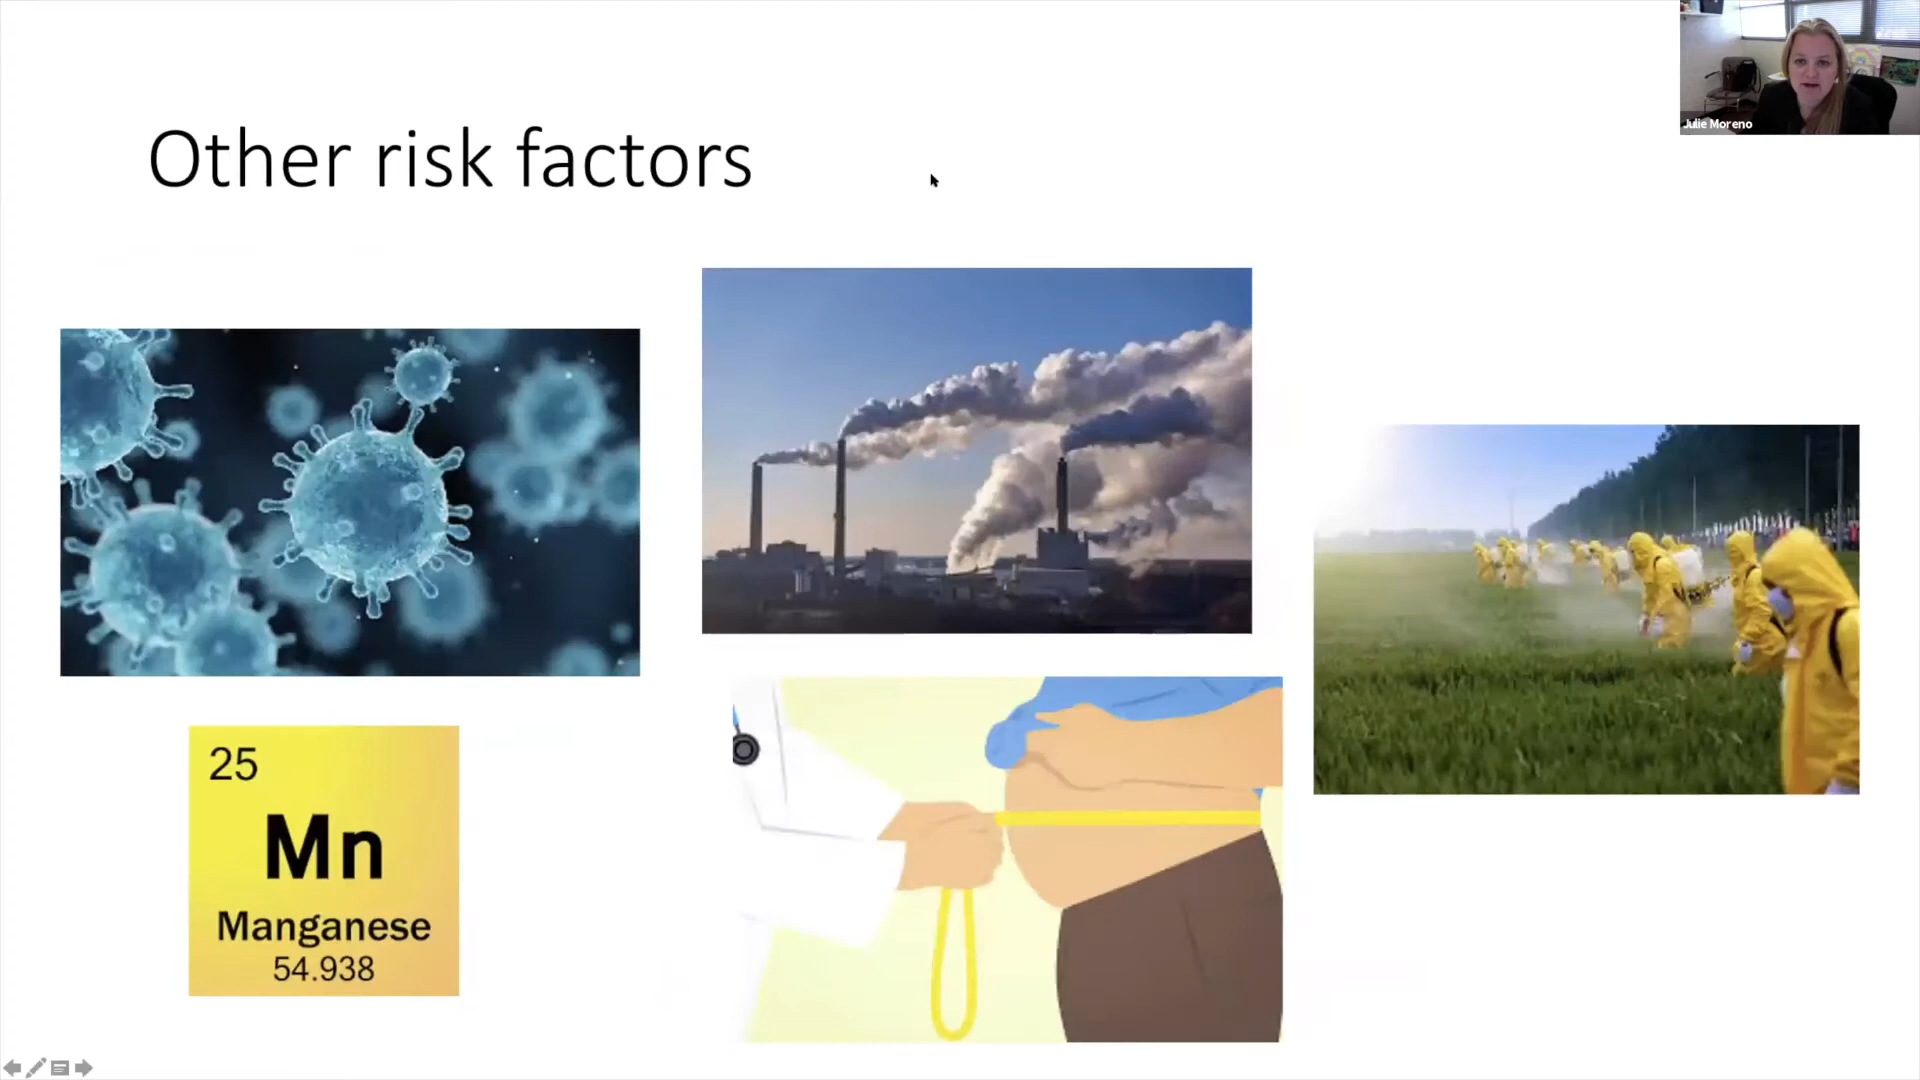 Julie Moreno
Other risk factors
25
Mn
Manganese
54.938